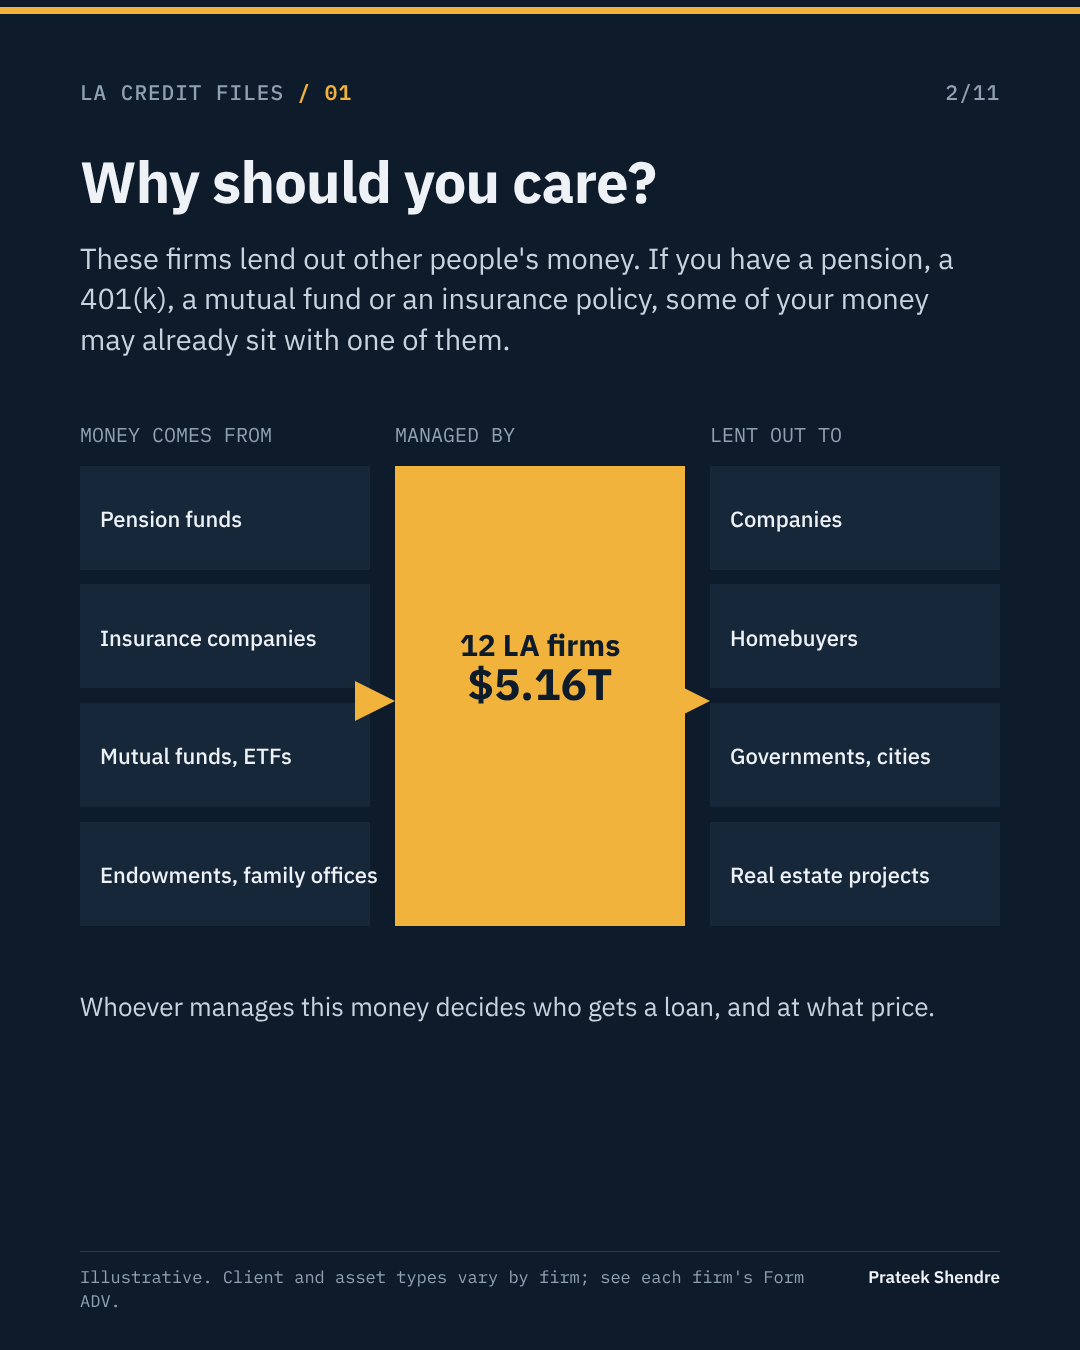 LA CREDIT FILES / 01
2/11
Why should you care?
These firms lend out other people's money. If you have a pension, a
401(k), a mutual fund or an insurance policy, some of your money
may already sit with one of them.
MONEY COMES FROM
MANAGED BY
LENT OUT TO
Pension funds
Insurance companies
Mutual funds, ETFs
Endowments, family offices
12 LA firms
$5.16T
Companies
Homebuyers
Governments, cities
Real estate projects
Whoever manages this money decides who gets a loan, and at what price.
Illustrative. Client and asset types vary by firm; see each firm's Form
ADV.
Prateek Shendre